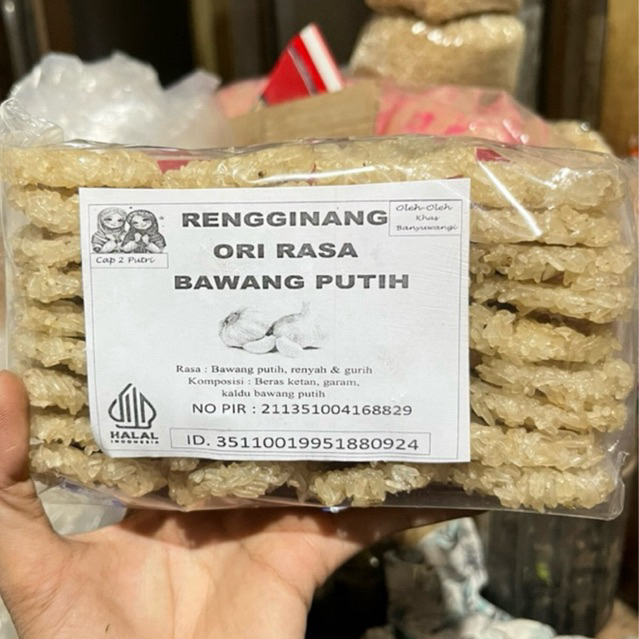 RENGGINANG
ORI RASA
BAWANG PUTIH
Oleh-Oleh
Khas
Banyuwangi
Cap 2 Putri
Rasa : Bawang putih, renyah & gurih
Komposisi : Beras ketan, garam,
kaldu bawang putih
NO PIR : 211351004168829
HALAL
INDONESIA
ID. 35110019951880924